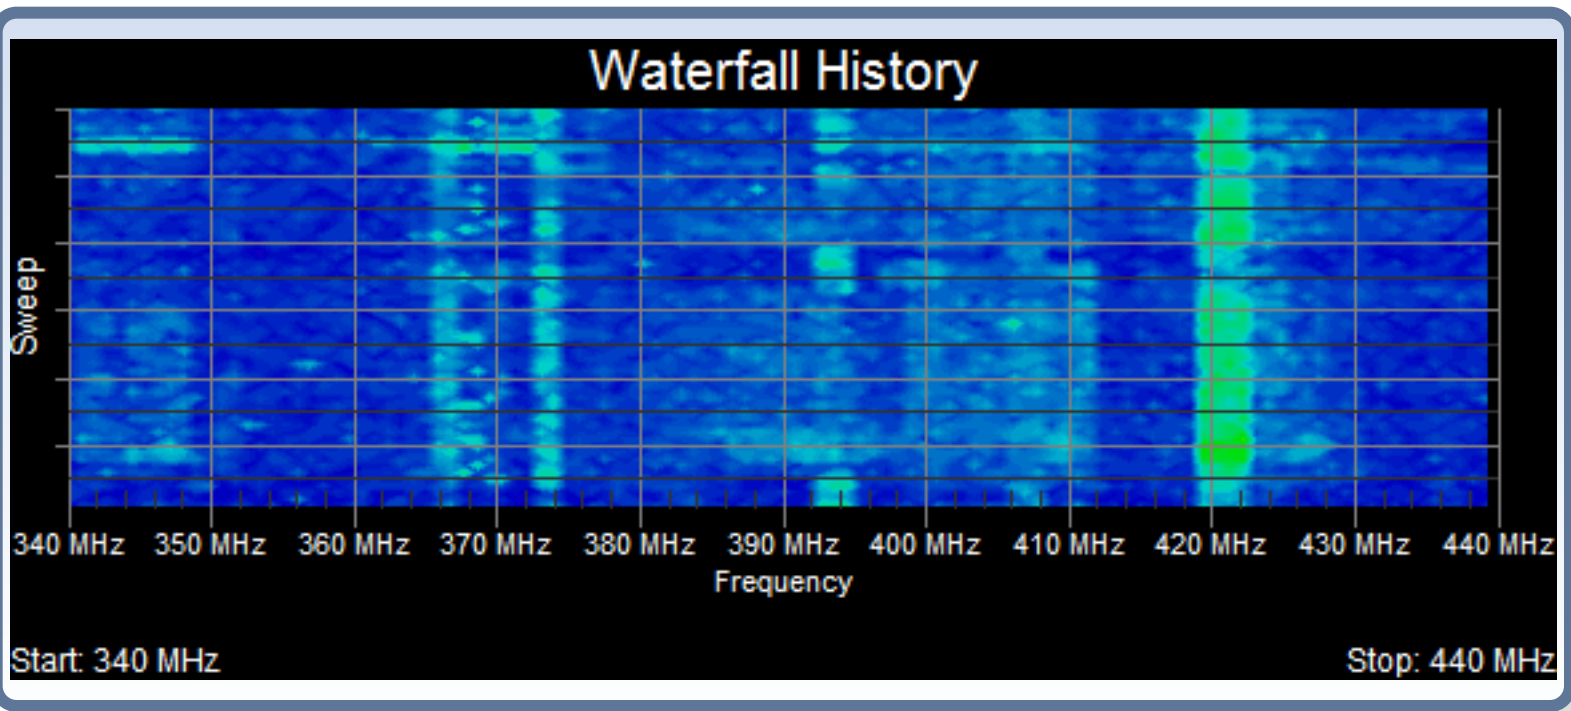 Waterfall History
Sweep
340 MHz 350 MHz 360 MHz 370 MHz 380 MHz 390 MHz 400 MHz 410 MHz 420 MHz 430 MHz 440 MHz
Frequency
Start: 340 MHz Stop: 440 MHz